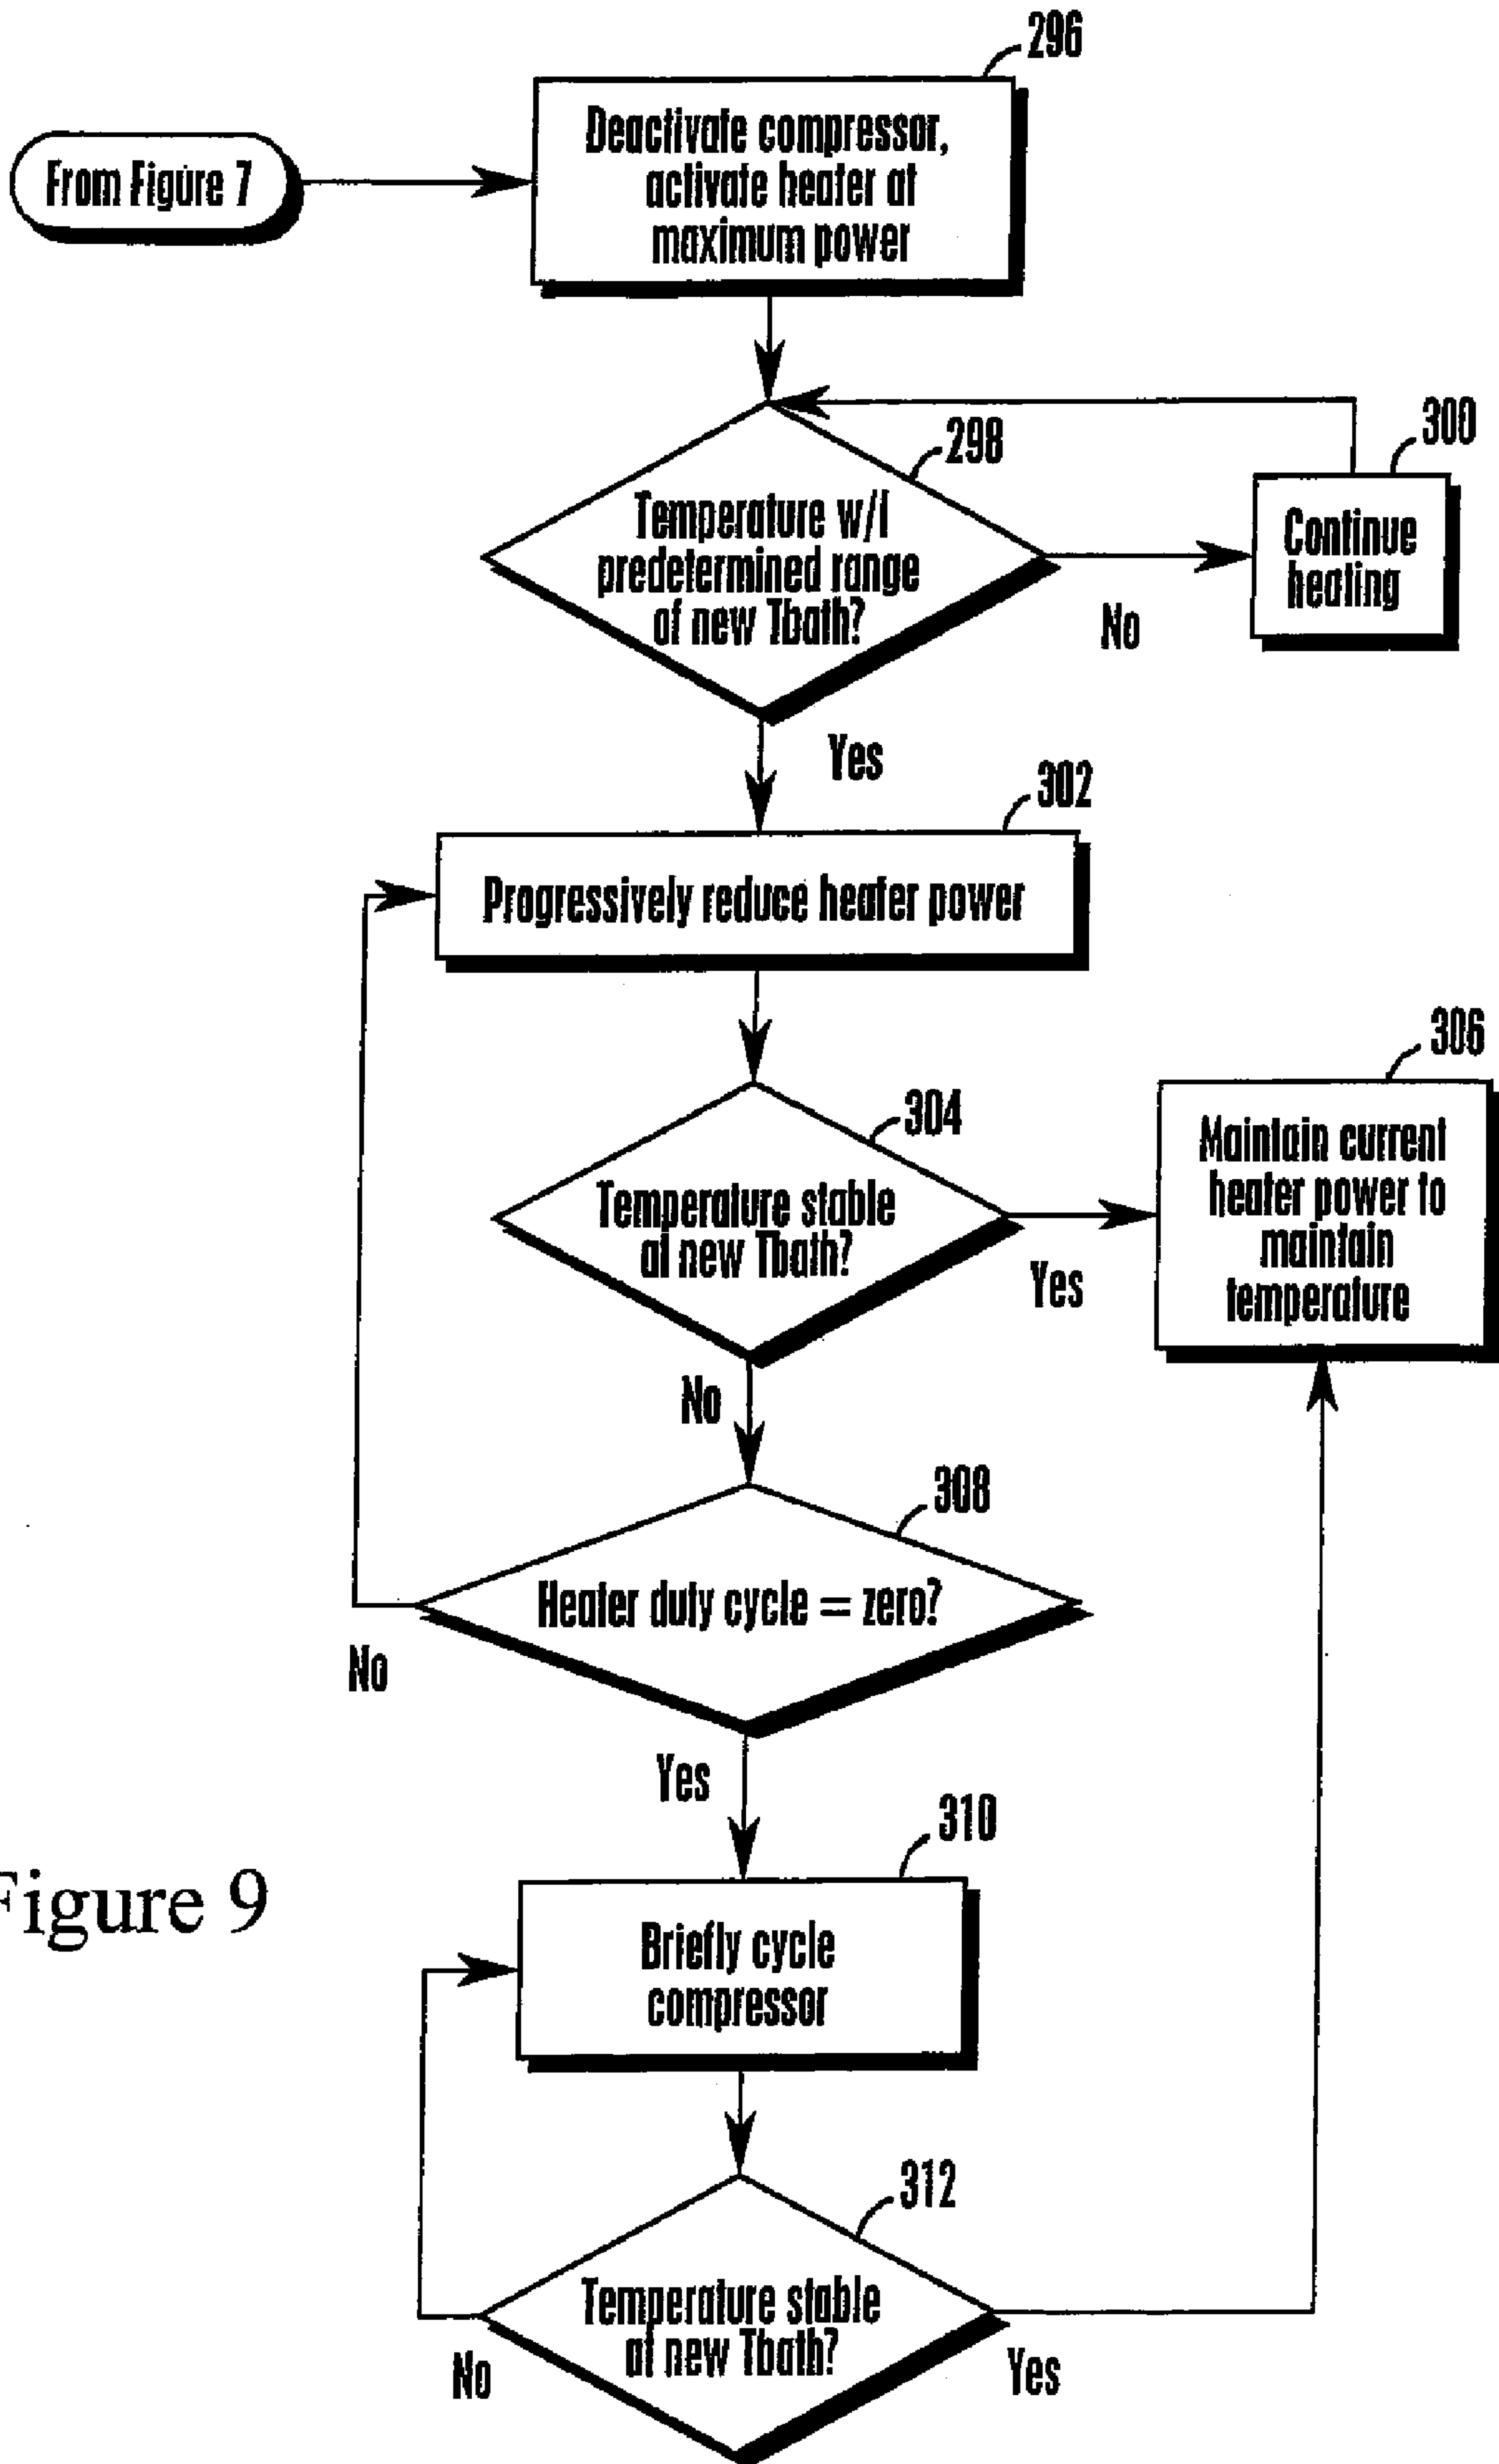 296
From Figure 7
Deactivate compressor,
activate heater at
maximum power
298
300
Temperature w/I
predetermined range
of new Tbath?
Continue
heating
No
Yes
302
Progressively reduce heater power
306
304
Maintain current
heater power to
maintain
temperature
Temperature stable
at new Tbath?
Yes
No
308
Heater duty cycle = zero?
No
Yes
310
Figure 9
Briefly cycle
compressor
312
Temperature stable
at new Tbath?
No
Yes